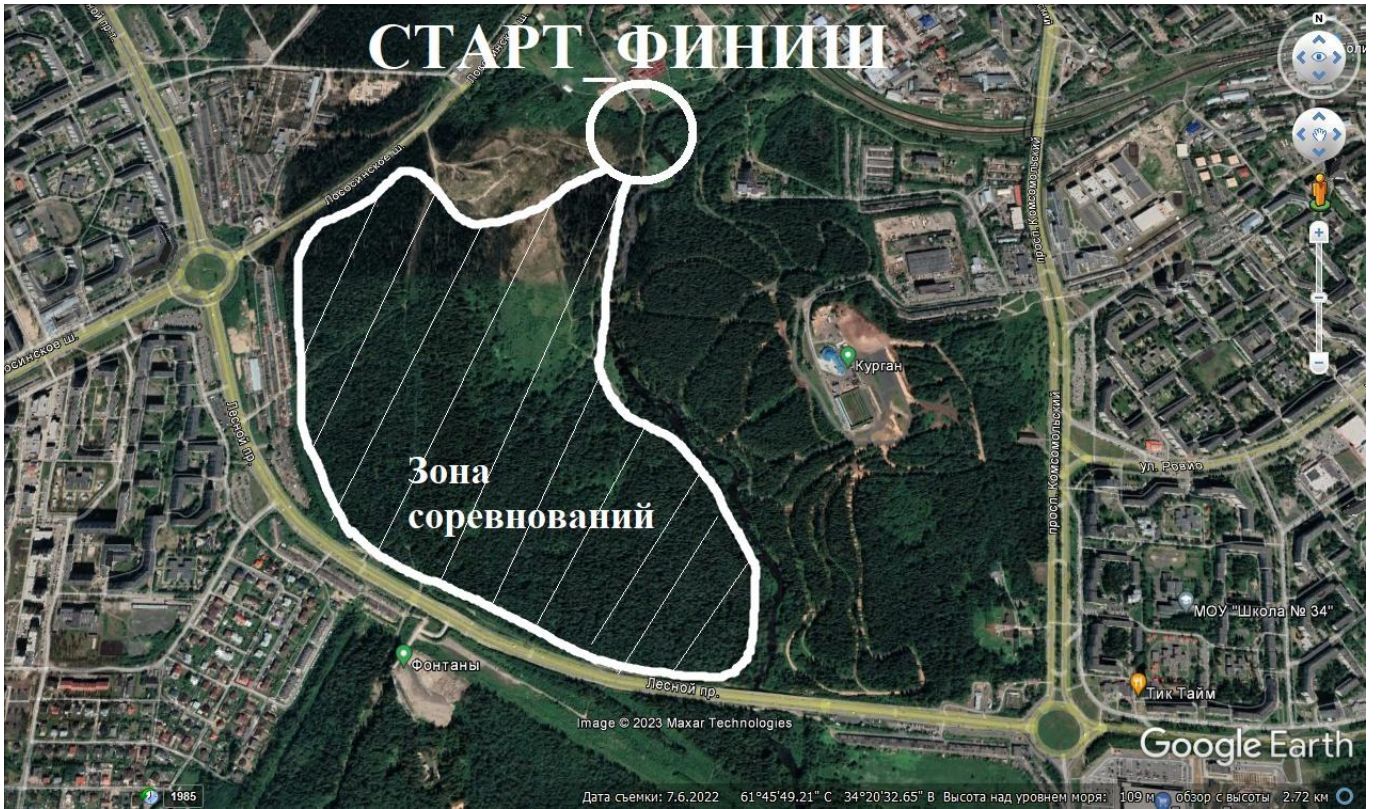 СТАРТ_ФИНИШ
N
Лососинское ш.
Лососинское ш.
просп. Комсомольский
Курган
Лесной пр.
Зона
соревнований
ул. Ровио
просп. Комсомольский
МОУ "Школа № 34"
Фонтаны
Тик Тайм
Лесной пр.
Image © 2023 Maxar Technologies
Google Earth
1985
Дата съемки: 7.6.2022 61°45'49.21" С 34°20'32.65" В Высота над уровнем моря: 109 м обзор с высоты 2.72 км